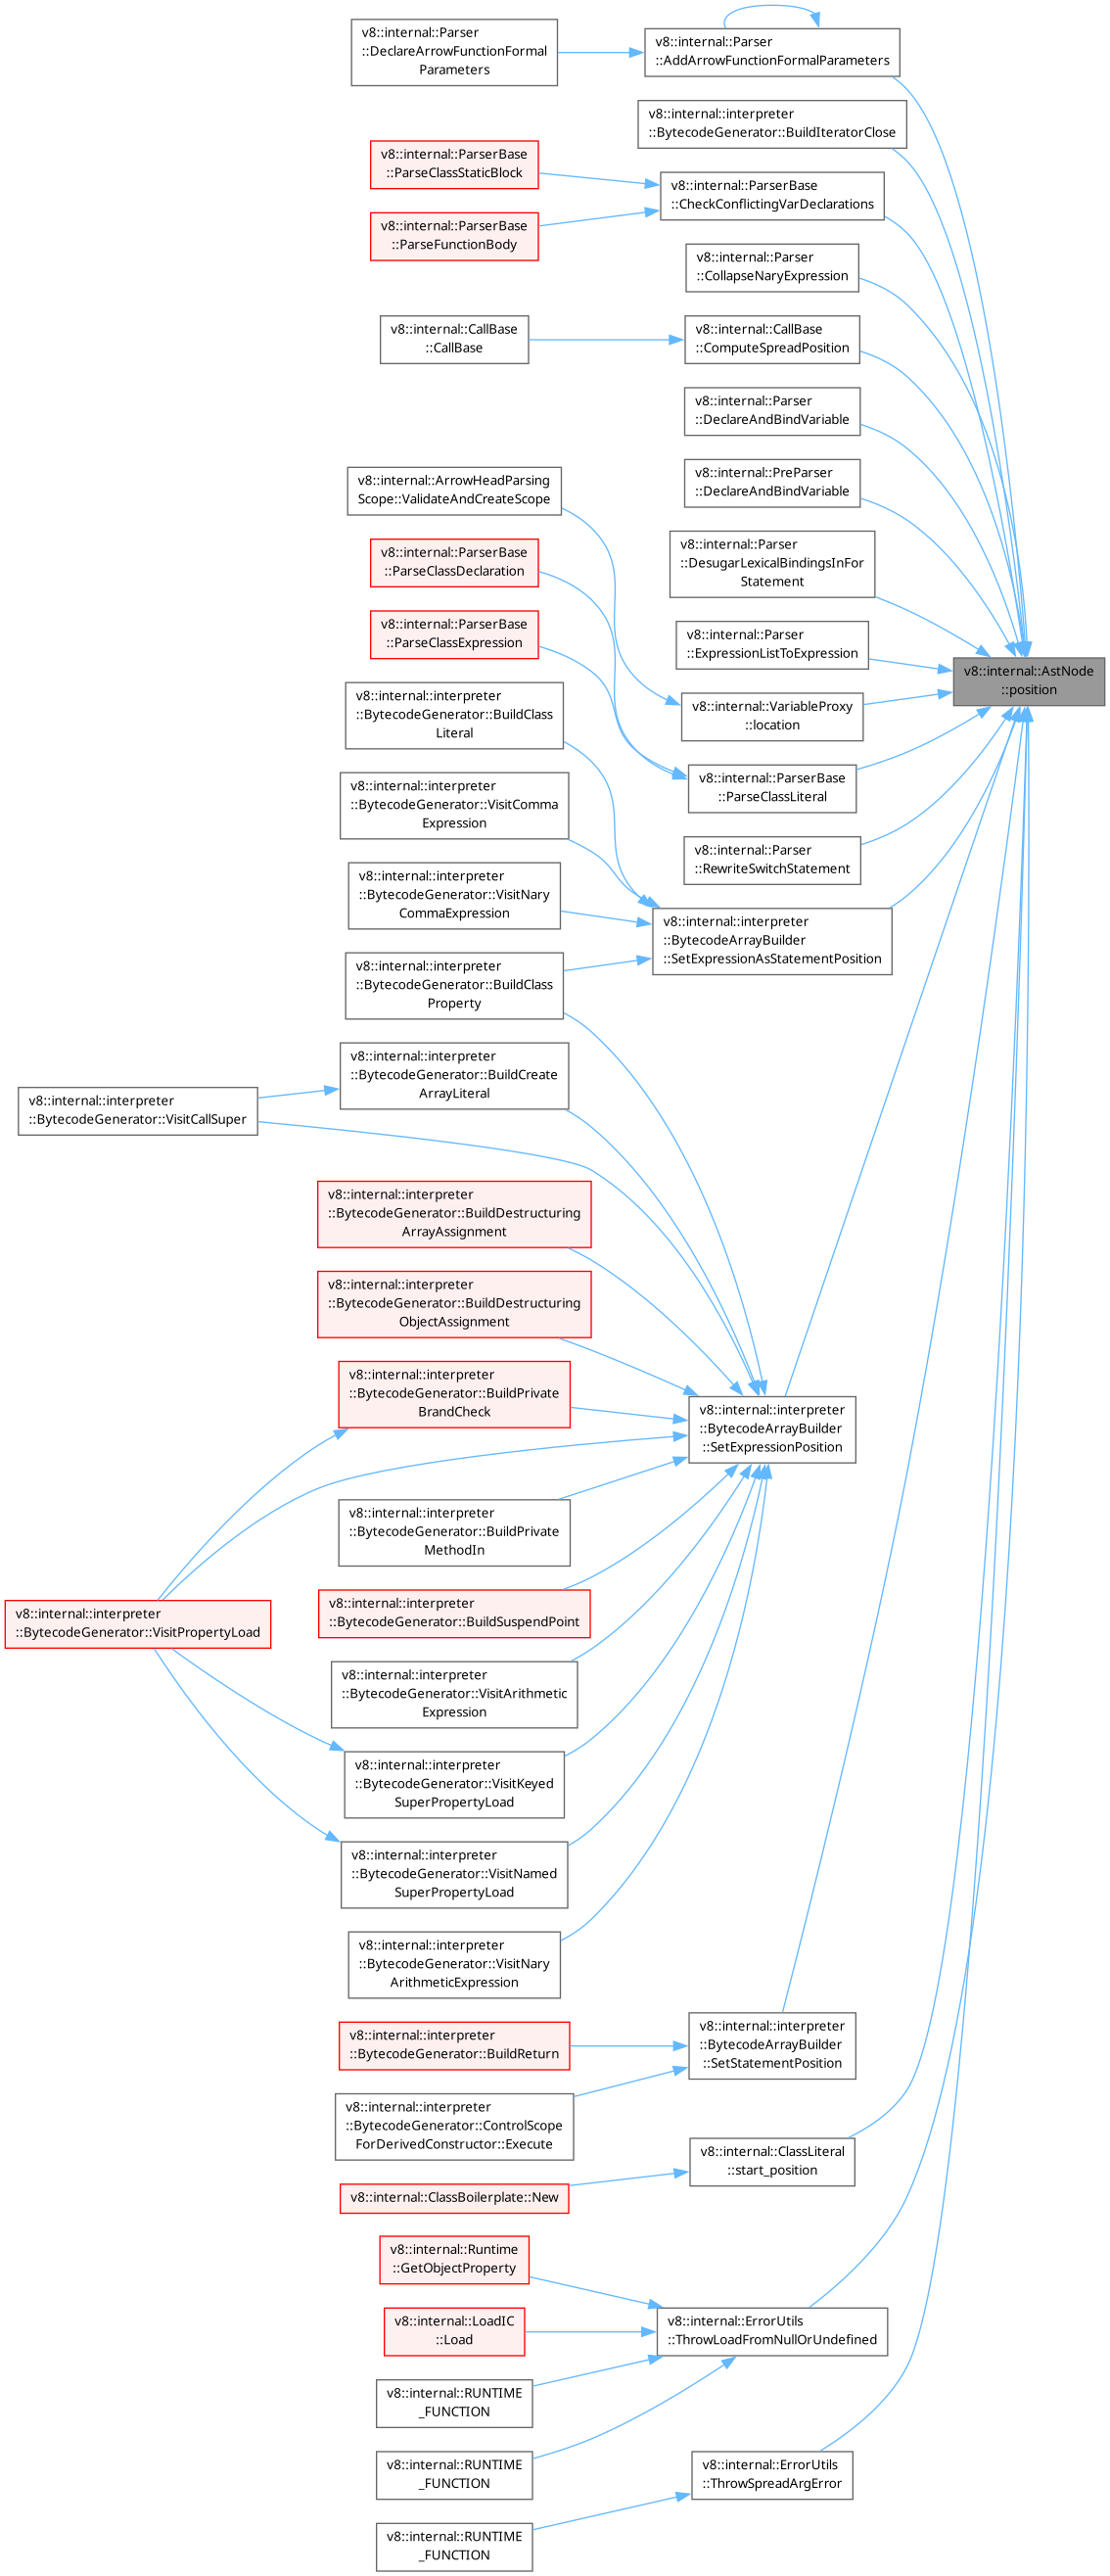 v8::internal::Parser
::DeclareArrowFunctionFormal
Parameters
v8::internal::Parser
::AddArrowFunctionFormalParameters
v8::internal::interpreter
::BytecodeGenerator::BuildIteratorClose
v8::internal::ParserBase
::ParseClassStaticBlock
v8::internal::ParserBase
::CheckConflictingVarDeclarations
v8::internal::ParserBase
::ParseFunctionBody
v8::internal::Parser
::CollapseNaryExpression
v8::internal::CallBase
::CallBase
v8::internal::CallBase
::ComputeSpreadPosition
v8::internal::Parser
::DeclareAndBindVariable
v8::internal::PreParser
::DeclareAndBindVariable
v8::internal::ArrowHeadParsing
Scope::ValidateAndCreateScope
v8::internal::Parser
::DesugarLexicalBindingsInFor
Statement
v8::internal::ParserBase
::ParseClassDeclaration
v8::internal::ParserBase
::ParseClassExpression
v8::internal::Parser
::ExpressionListToExpression
v8::internal::AstNode
::position
v8::internal::interpreter
::BytecodeGenerator::BuildClass
Literal
v8::internal::VariableProxy
::location
v8::internal::interpreter
::BytecodeGenerator::VisitComma
Expression
v8::internal::ParserBase
::ParseClassLiteral
v8::internal::Parser
::RewriteSwitchStatement
v8::internal::interpreter
::BytecodeGenerator::VisitNary
CommaExpression
v8::internal::interpreter
::BytecodeArrayBuilder
::SetExpressionAsStatementPosition
v8::internal::interpreter
::BytecodeGenerator::BuildClass
Property
v8::internal::interpreter
::BytecodeGenerator::BuildCreate
ArrayLiteral
v8::internal::interpreter
::BytecodeGenerator::VisitCallSuper
v8::internal::interpreter
::BytecodeGenerator::BuildDestructuring
ArrayAssignment
v8::internal::interpreter
::BytecodeGenerator::BuildDestructuring
ObjectAssignment
v8::internal::interpreter
::BytecodeGenerator::BuildPrivate
BrandCheck
v8::internal::interpreter
::BytecodeArrayBuilder
::SetExpressionPosition
v8::internal::interpreter
::BytecodeGenerator::BuildPrivate
MethodIn
v8::internal::interpreter
::BytecodeGenerator::VisitPropertyLoad
v8::internal::interpreter
::BytecodeGenerator::BuildSuspendPoint
v8::internal::interpreter
::BytecodeGenerator::VisitArithmetic
Expression
v8::internal::interpreter
::BytecodeGenerator::VisitKeyed
SuperPropertyLoad
v8::internal::interpreter
::BytecodeGenerator::VisitNamed
SuperPropertyLoad
v8::internal::interpreter
::BytecodeGenerator::VisitNary
ArithmeticExpression
v8::internal::interpreter
::BytecodeGenerator::BuildReturn
v8::internal::interpreter
::BytecodeArrayBuilder
::SetStatementPosition
v8::internal::interpreter
::BytecodeGenerator::ControlScope
ForDerivedConstructor::Execute
v8::internal::ClassLiteral
::start_position
v8::internal::ClassBoilerplate::New
v8::internal::Runtime
::GetObjectProperty
v8::internal::LoadIC
::Load
v8::internal::ErrorUtils
::ThrowLoadFromNullOrUndefined
v8::internal::RUNTIME
_FUNCTION
v8::internal::RUNTIME
_FUNCTION
v8::internal::ErrorUtils
::ThrowSpreadArgError
v8::internal::RUNTIME
_FUNCTION